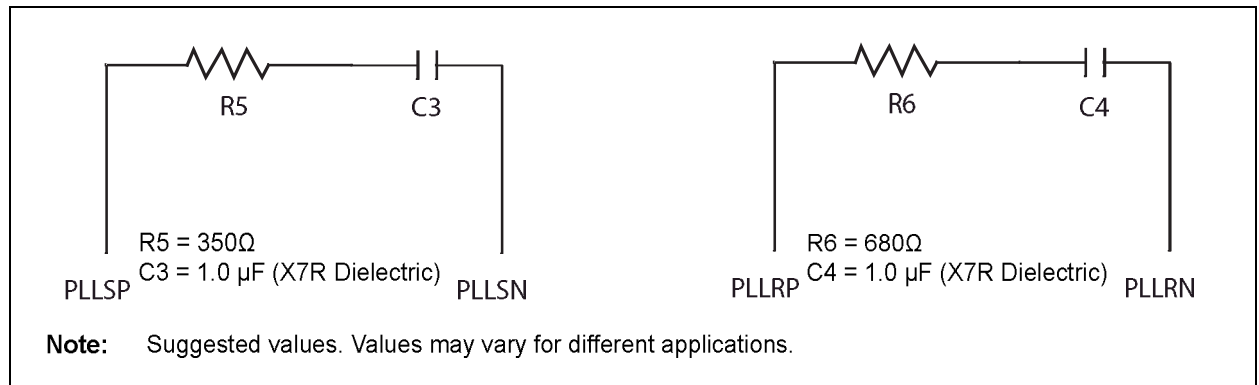 R5
C3
R5 = 350Ω
C3 = 1.0 µF (X7R Dielectric)
PLLSP
PLLSN
R6
C4
R6 = 680Ω
C4 = 1.0 µF (X7R Dielectric)
PLLRP
PLLRN
Note: Suggested values. Values may vary for different applications.